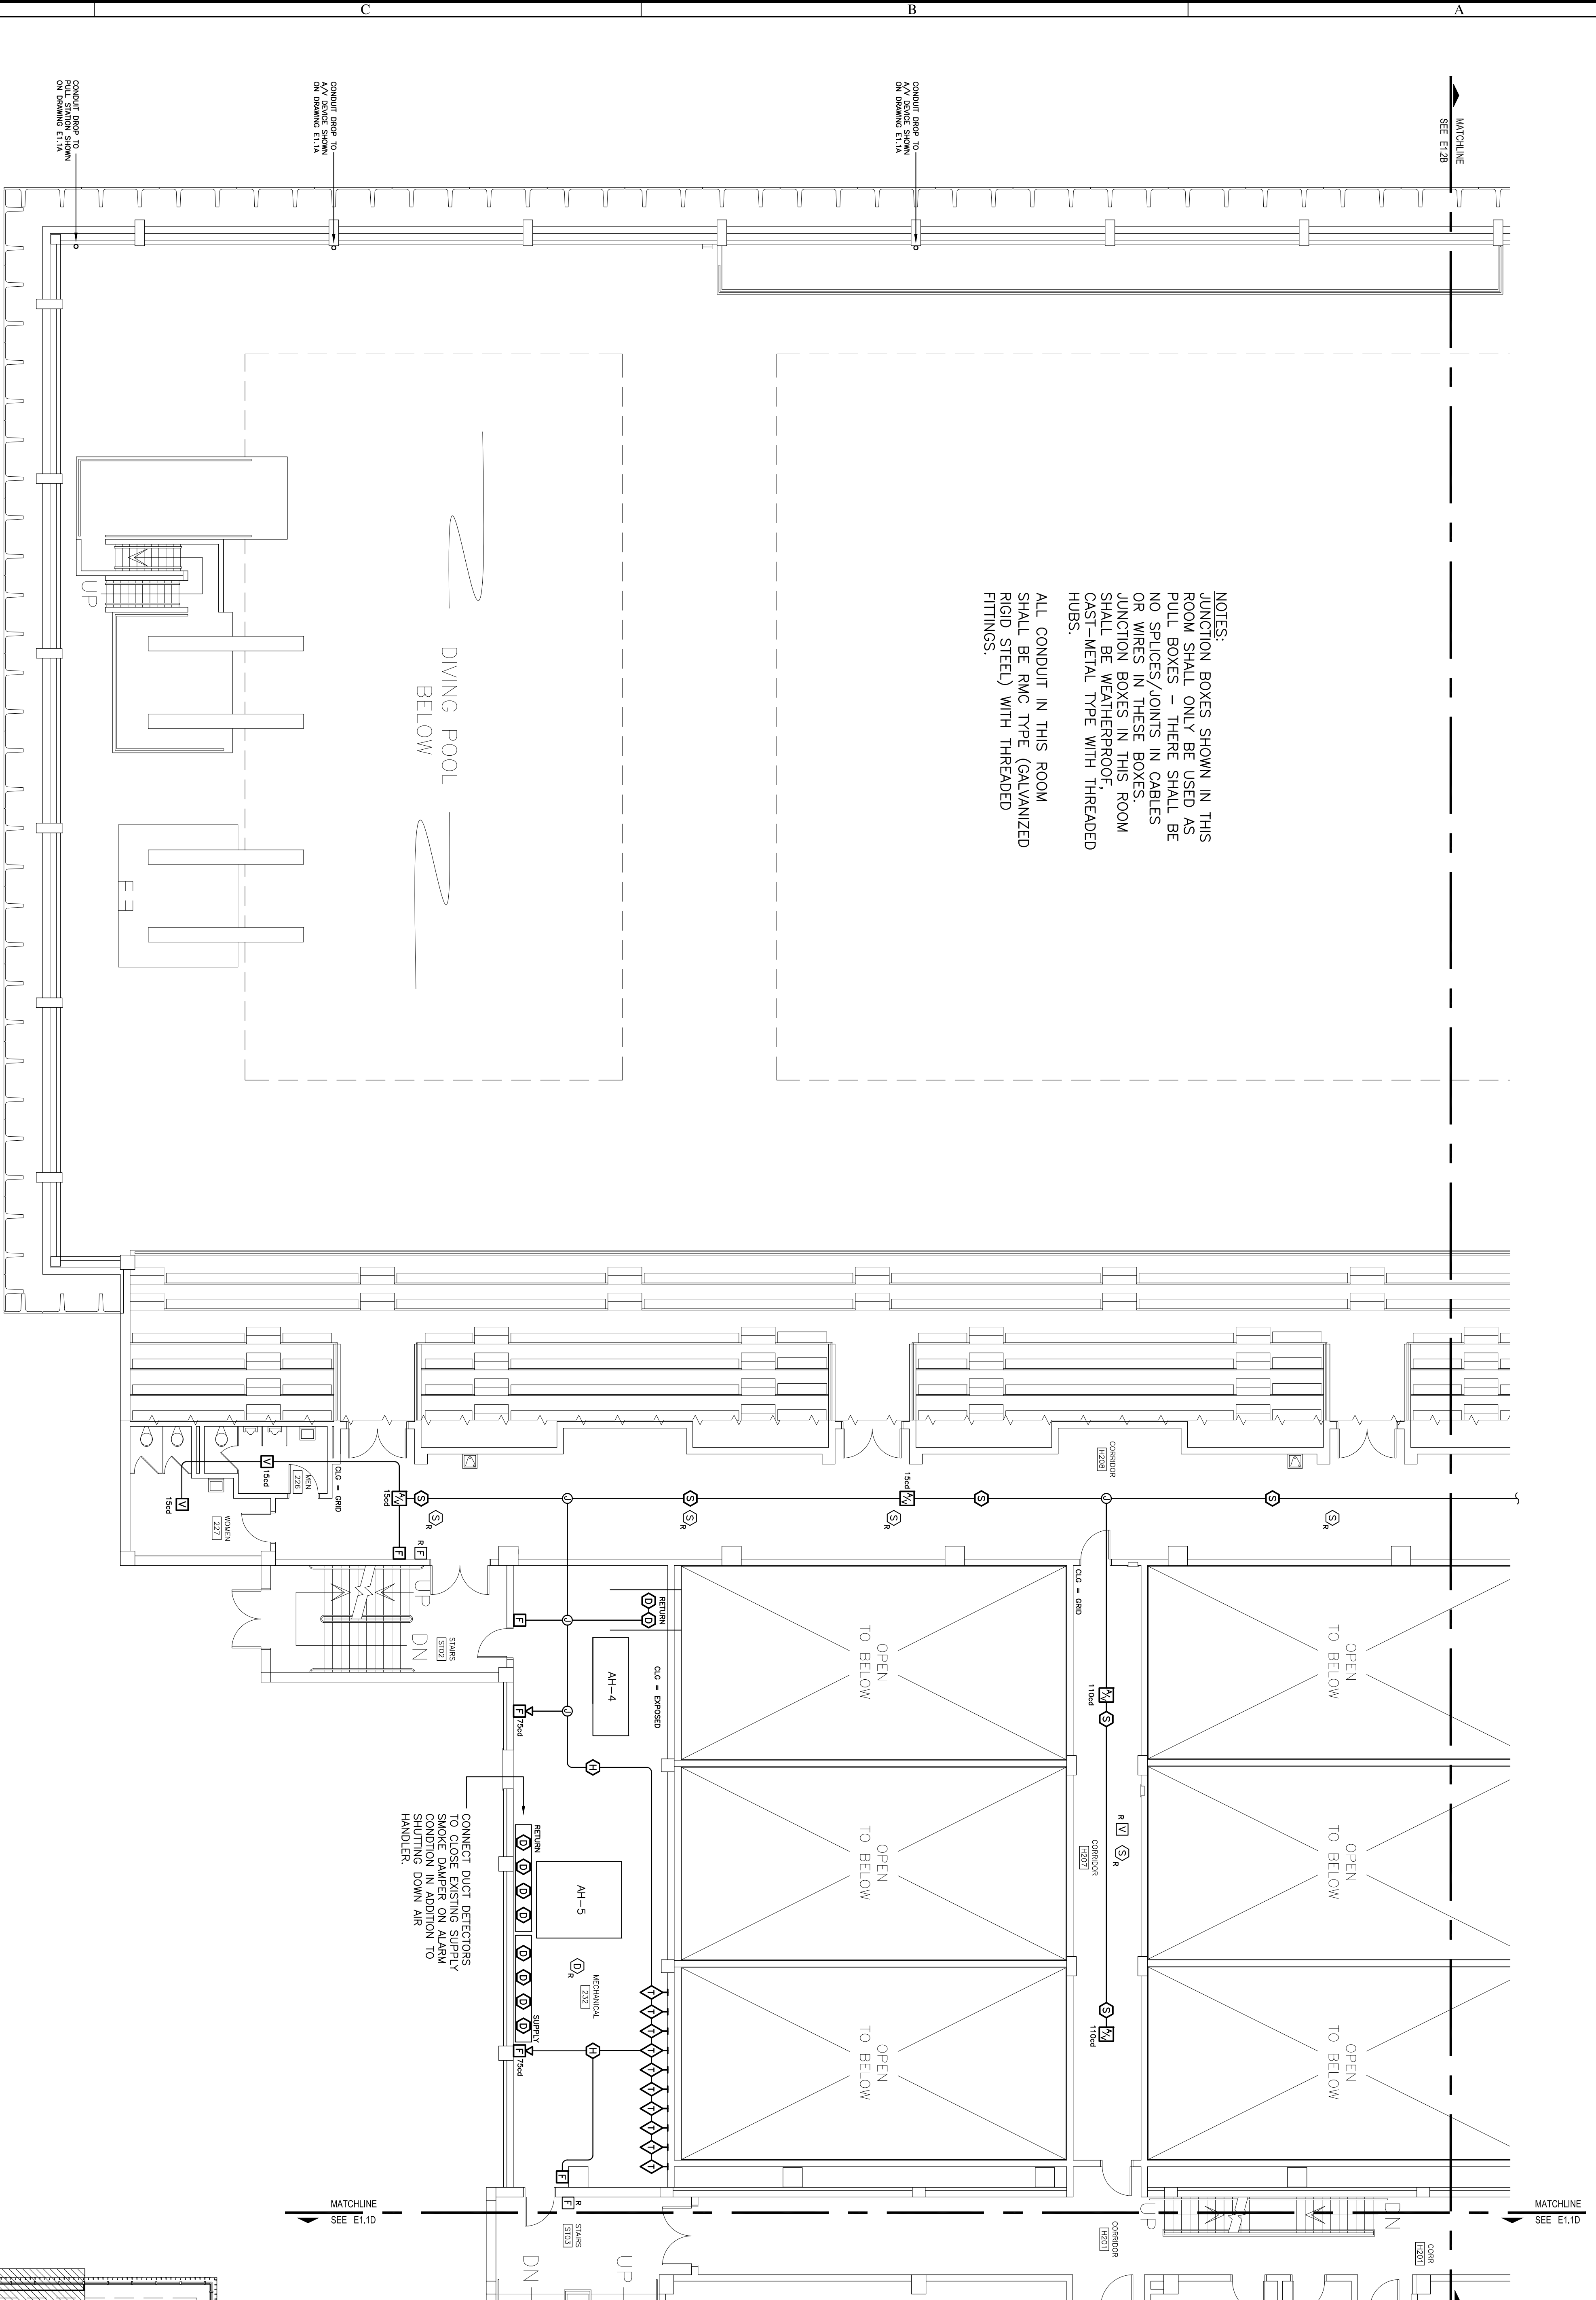 C
B
A
CONDUIT DROP TO
PULL STATION SHOWN
ON DRAWING E1.1A
CONDUIT DROP TO
A/V DEVICE SHOWN
ON DRAWING E1.1A
CONDUIT DROP TO
A/V DEVICE SHOWN
ON DRAWING E1.1A
MATCHLINE
SEE E1.2B
NOTES:
JUNCTION BOXES SHOWN IN THIS
ROOM SHALL ONLY BE USED AS
PULL BOXES – THERE SHALL BE
NO SPLICES/JOINTS IN CABLES
OR WIRES IN THESE BOXES.
JUNCTION BOXES IN THIS ROOM
SHALL BE WEATHERPROOF,
CAST–METAL TYPE WITH THREADED
HUBS.
ALL CONDUIT IN THIS ROOM
SHALL BE RMC TYPE (GALVANIZED
RIGID STEEL) WITH THREADED
FITTINGS.
DIVING POOL
BELOW
UP
CORRIDOR
H208
MEN
226
CLG = GRID
WOMEN
227
V
15cd
V
15cd
A/V
15cd
S
S
R
J
S
S
R
A/V
15cd
S
R
S
J
S
S
R
F
R
F
UP
DN
STAIRS
ST02
F
J
D
D
RETURN
AH–4
CLG = EXPOSED
F
75cd
J
H
CLG = GRID
OPEN
TO BELOW
OPEN
TO BELOW
A/V
110cd
S
R
V
S
R
CORRIDOR
H207
OPEN
TO BELOW
OPEN
TO BELOW
CONNECT DUCT DETECTORS
TO CLOSE EXISTING SUPPLY
SMOKE DAMPER ON ALARM
CONDTION IN ADDITION TO
SHUTTING DOWN AIR
HANDLER.
RETURN
D
D
D
D
D
D
D
D
SUPPLY
AH–5
D
R
MECHANICAL
232
T
T
T
T
T
T
T
T
T
T
F
75cd
H
F
S
A/V
110cd
OPEN
TO BELOW
OPEN
TO BELOW
R
F
STAIRS
ST03
DN
UP
MATCHLINE
SEE E1.1D
UP
DN
CORRIDOR
H201
CORR
H201
MATCHLINE
SEE E1.1D